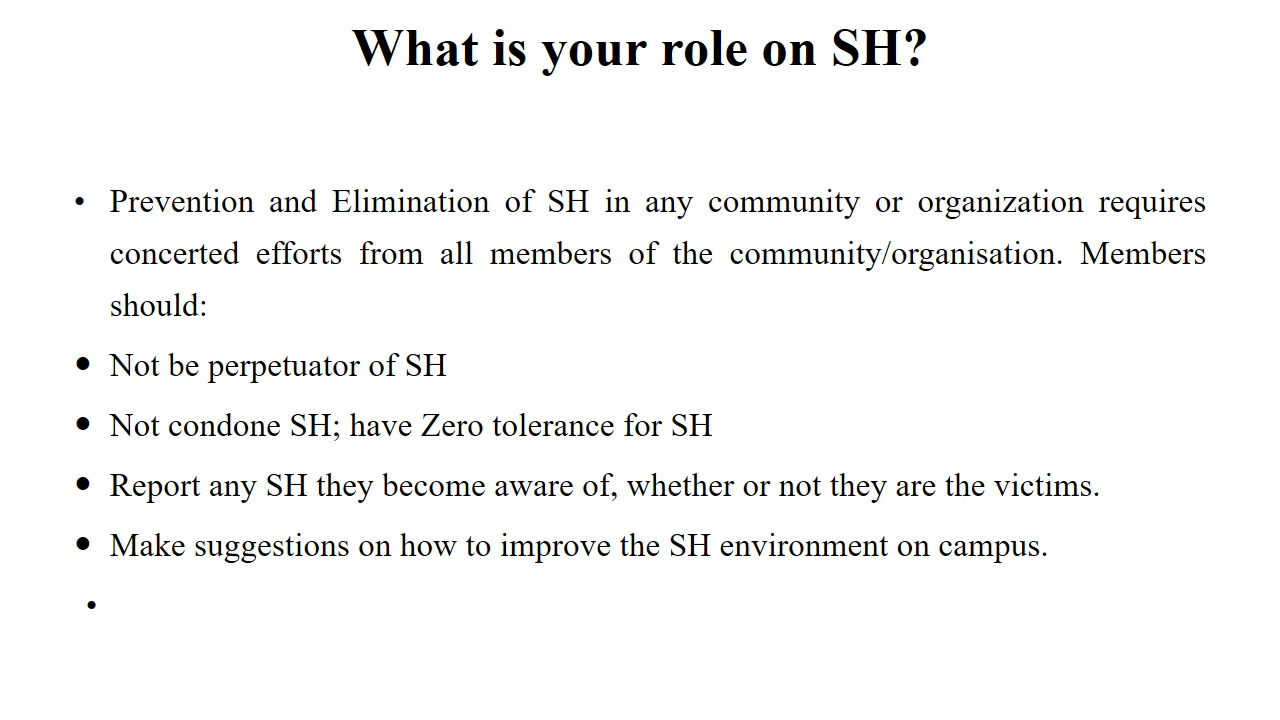 What is your role on SH?
• Prevention and Elimination of SH in any community or organization requires
concerted efforts from all members of the community/organisation. Members
should:
• Not be perpetuator of SH
• Not condone SH; have Zero tolerance for SH
• Report any SH they become aware of, whether or not they are the victims.
• Make suggestions on how to improve the SH environment on campus.
•